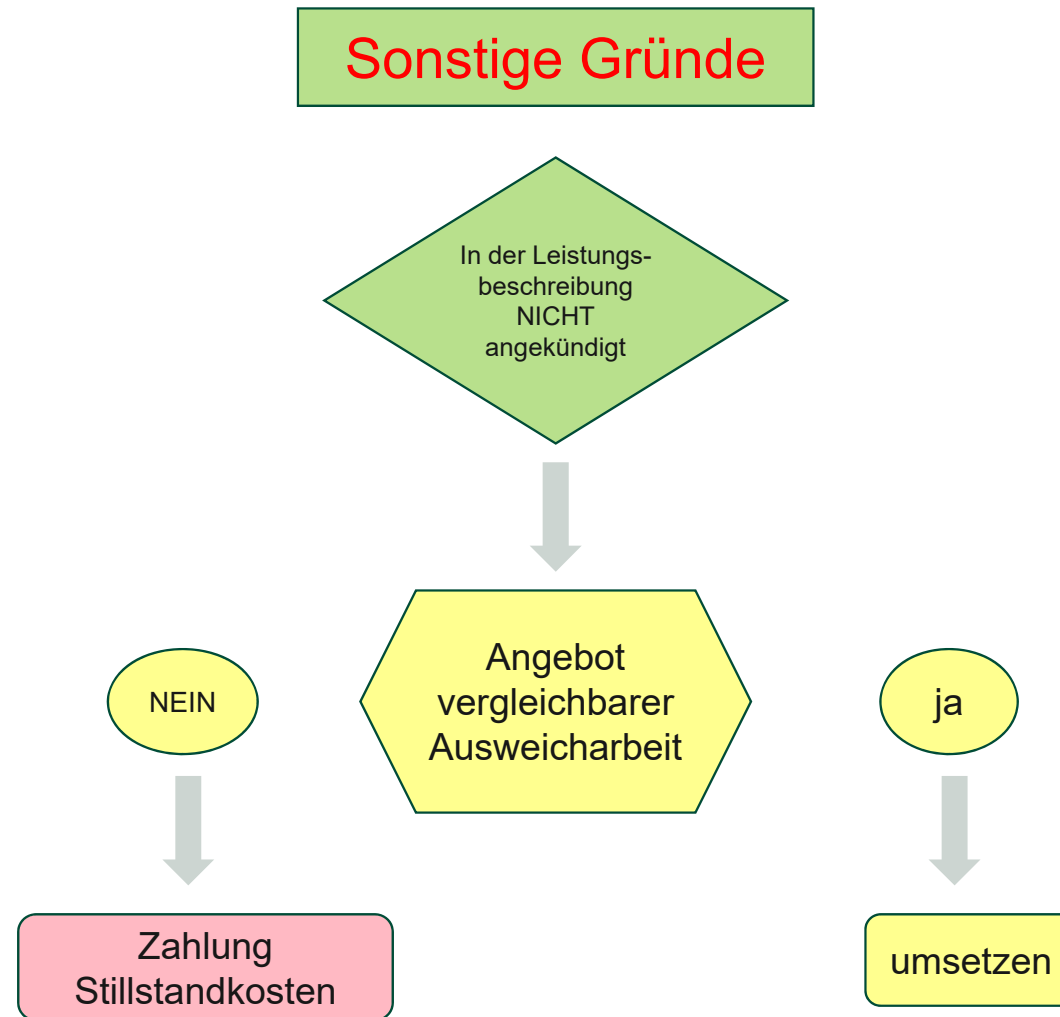 Sonstige Gründe
In der Leistungs-
beschreibung
NICHT
angekündigt
Angebot
vergleichbarer
Ausweicharbeit
NEIN
ja
Zahlung
Stillstandkosten
umsetzen